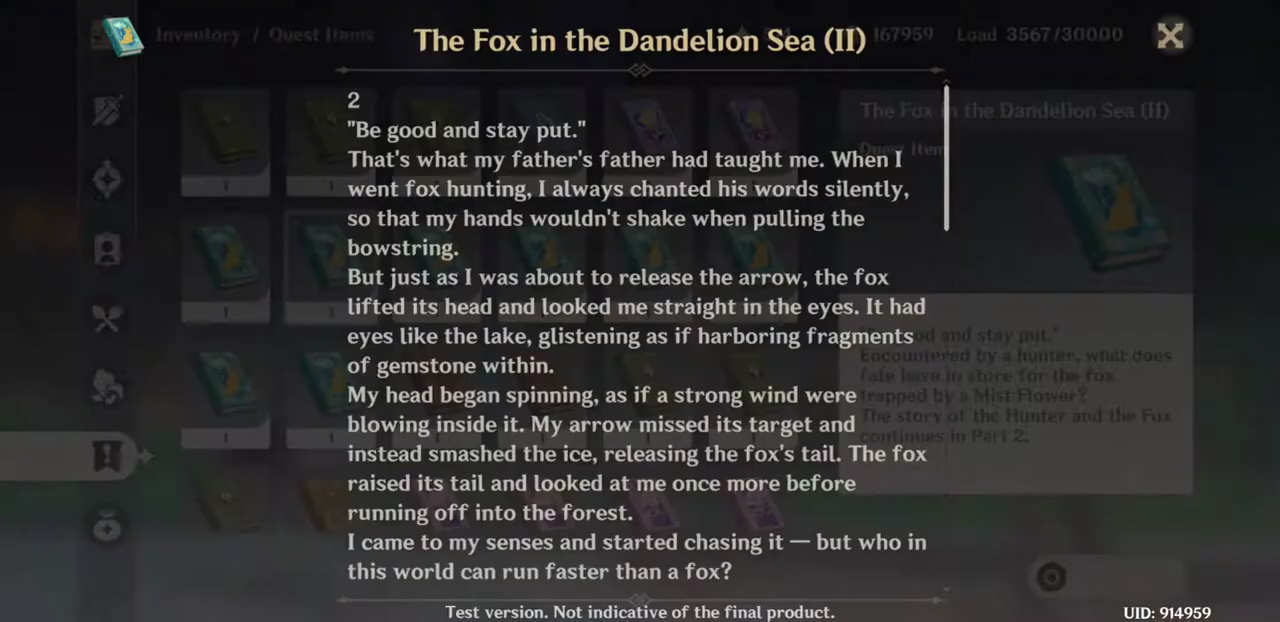 Inventory / Quest Items
The Fox in the Dandelion Sea (II)
167959
Load 3567/30000
2
"Be good and stay put."
That's what my father's father had taught me. When I
went fox hunting, I always chanted his words silently,
so that my hands wouldn't shake when pulling the
bowstring.
But just as I was about to release the arrow, the fox
lifted its head and looked me straight in the eyes. It had
eyes like the lake, glistening as if harboring fragments
of gemstone within.
My head began spinning, as if a strong wind were
blowing inside it. My arrow missed its target and
instead smashed the ice, releasing the fox's tail. The fox
raised its tail and looked at me once more before
running off into the forest.
I came to my senses and started chasing it — but who in
this world can run faster than a fox?
The Fox in the Dandelion Sea (II)
Quest Item
good and stay put."
Encountered by a hunter, what does
fate have in store for the fox
trapped by a Mist Flower?
The story of the Hunter and the Fox
continues in Part 2.
Test version. Not indicative of the final product.
UID: 914959